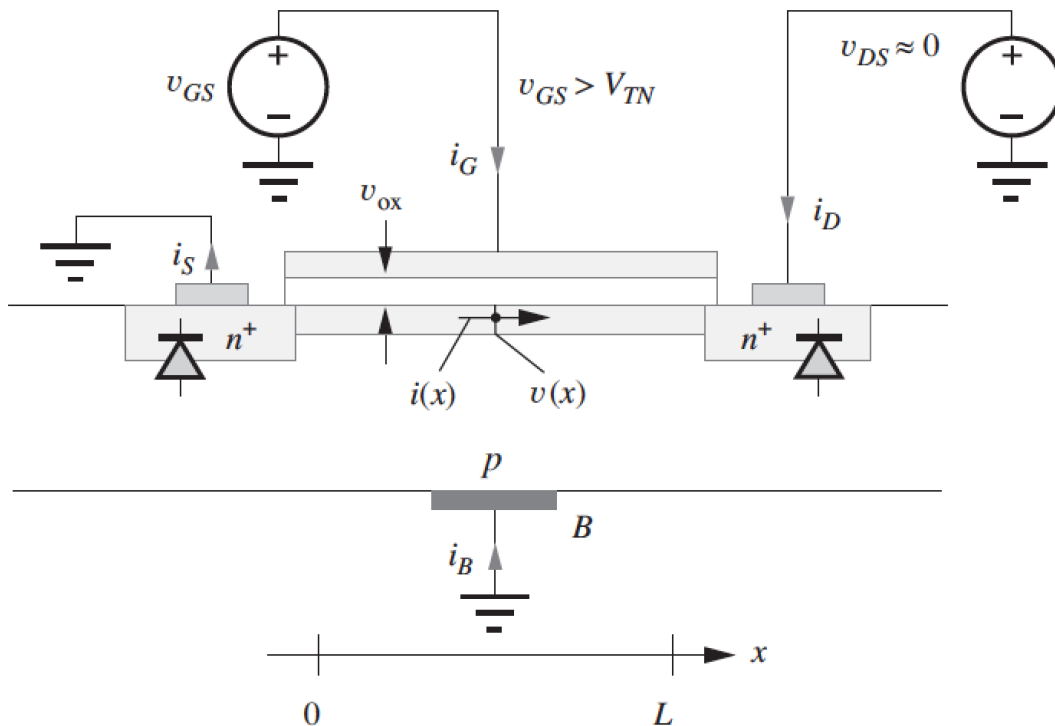 +
v_GS
−
v_GS > V_TN
v_DS ≈ 0
+
−
i_G
v_ox
i_S
i_D
n⁺
n⁺
i(x)
v(x)
p
B
i_B
x
0
L